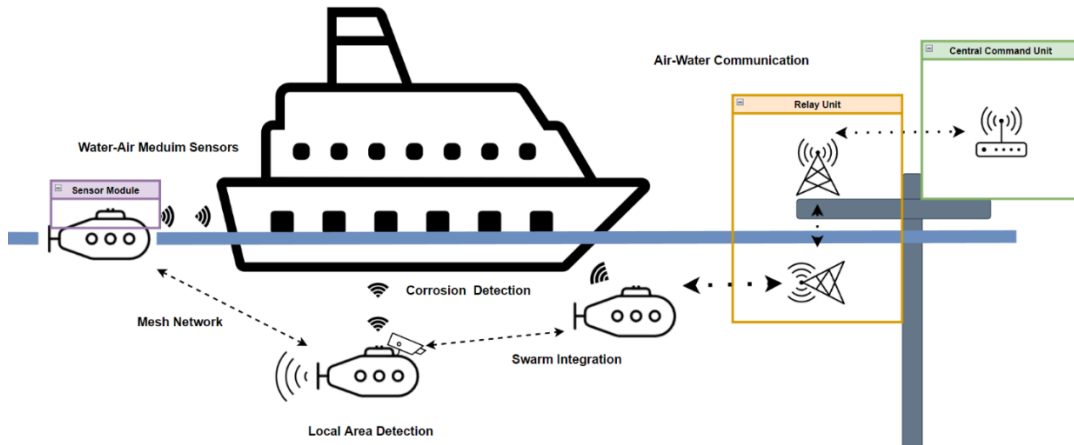 Central Command Unit
Air-Water Communication
Relay Unit
Water-Air Meduim Sensors
Sensor Module
Corrosion Detection
Mesh Network
Swarm Integration
Local Area Detection